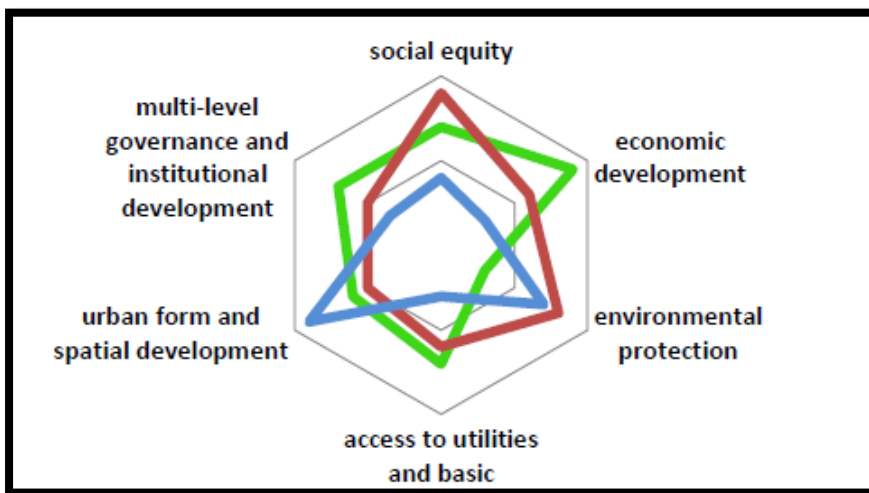 social equity
multi-level
governance and
institutional
development
economic
development
urban form and
spatial development
environmental
protection
access to utilities
and basic